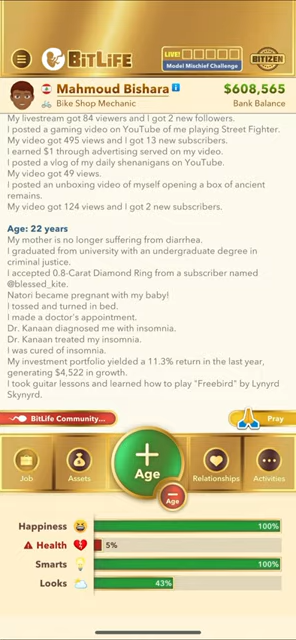 BITLIFE
LIVE!
Model Mischief Challenge
BITIZEN
Mahmoud Bishara i
$608,565
Bike Shop Mechanic
Bank Balance
My livestream got 84 viewers and I got 2 new followers.
I posted a gaming video on YouTube of me playing Street Fighter.
My video got 495 views and I got 13 new subscribers.
I earned $1 through advertising served on my video.
I posted a vlog of my daily shenanigans on YouTube.
My video got 49 views.
I posted an unboxing video of myself opening a box of ancient
remains.
My video got 124 views and I got 2 new subscribers.
Age: 22 years
My mother is no longer suffering from diarrhea.
I graduated from university with an undergraduate degree in
criminal justice.
I accepted 0.8-Carat Diamond Ring from a subscriber named
@blessed_kite.
Natori became pregnant with my baby!
I tossed and turned in bed.
I made a doctor's appointment.
Dr. Kanaan diagnosed me with insomnia.
Dr. Kanaan treated my insomnia.
I was cured of insomnia.
My investment portfolio yielded a 11.3% return in the last year,
generating $4,522 in growth.
I took guitar lessons and learned how to play "Freebird" by Lynyrd
Skynyrd.
BitLife Community...
Pray
Job
Assets
+
Age
Relationships
Activities
−
Age
Happiness 100%
Health 5%
Smarts 100%
Looks 43%